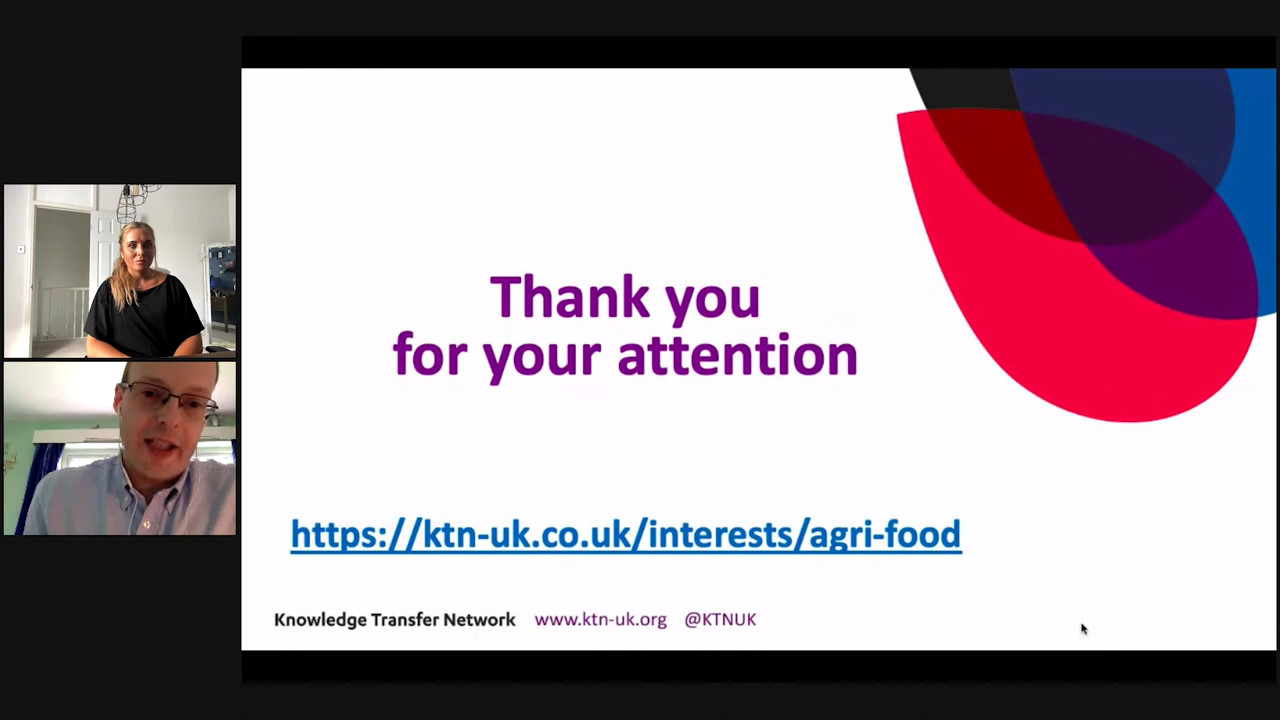 Thank you
for your attention
https://ktn-uk.co.uk/interests/agri-food
Knowledge Transfer Network www.ktn-uk.org @KTNUK